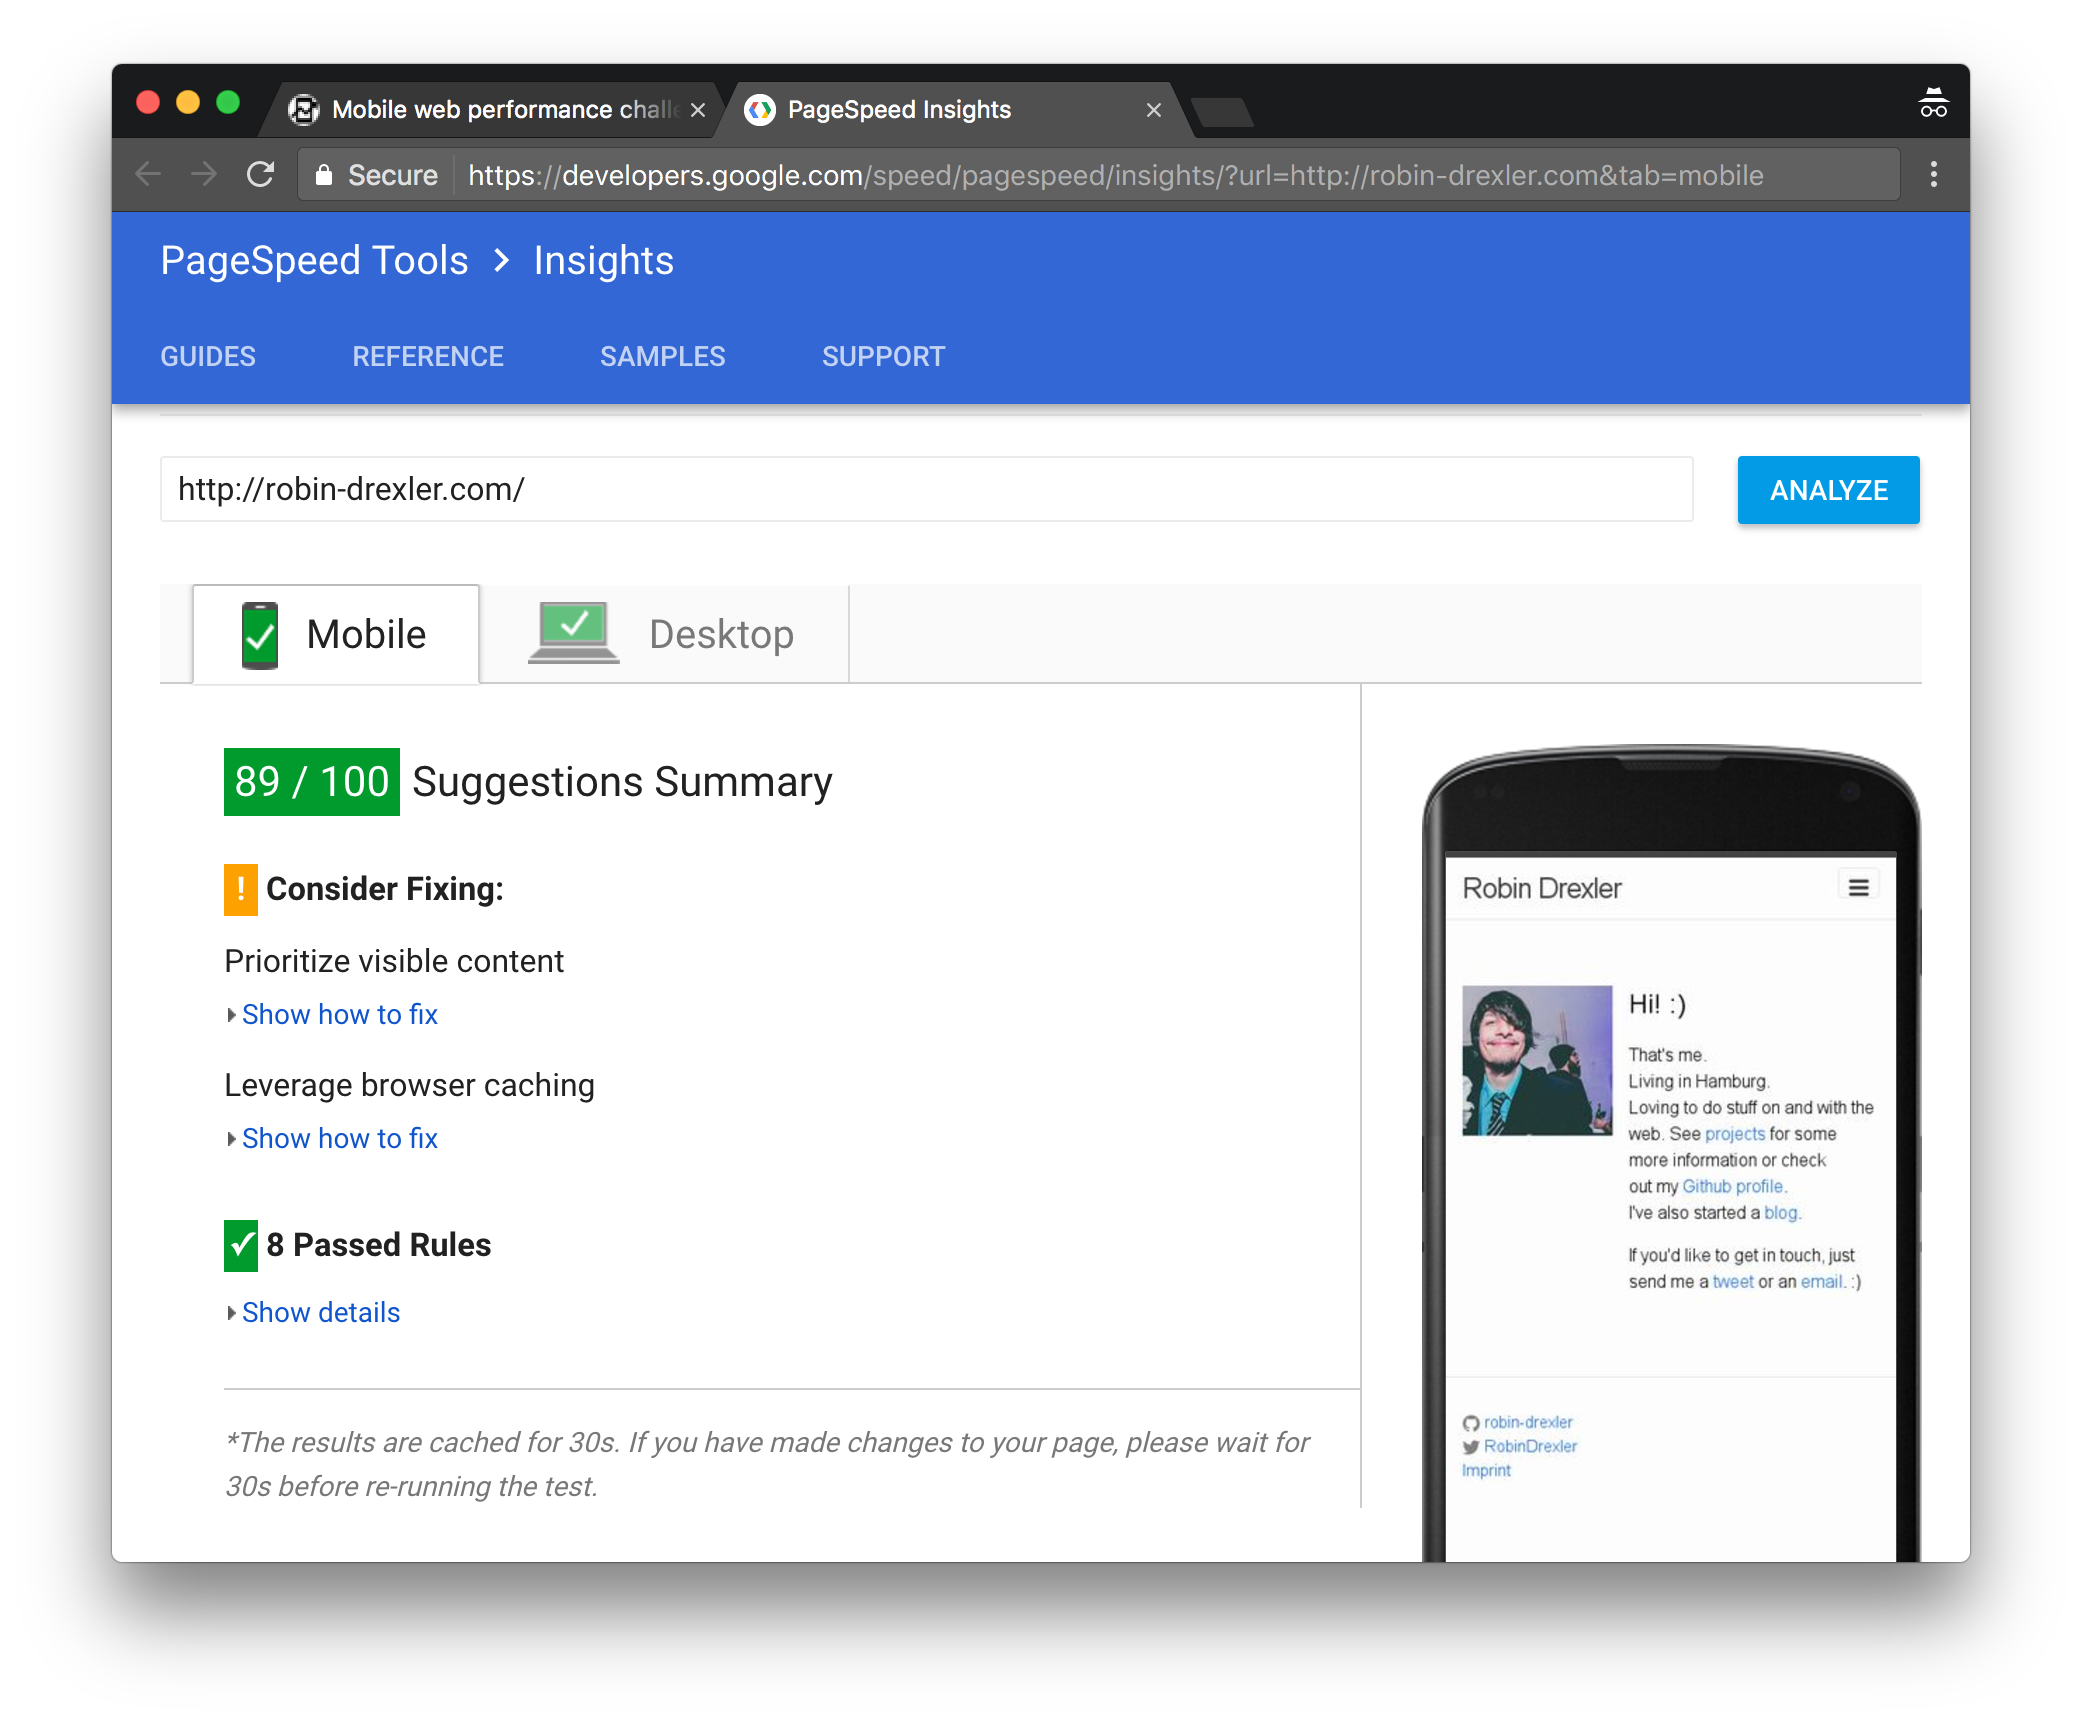 Mobile web performance challe
PageSpeed Insights
Secure
https://developers.google.com/speed/pagespeed/insights/?url=http://robin-drexler.com&tab=mobile
PageSpeed Tools > Insights
GUIDES
REFERENCE
SAMPLES
SUPPORT
http://robin-drexler.com/
ANALYZE
Mobile
Desktop
89 / 100 Suggestions Summary
! Consider Fixing:
Prioritize visible content
Show how to fix
Leverage browser caching
Show how to fix
8 Passed Rules
Show details
*The results are cached for 30s. If you have made changes to your page, please wait for
30s before re-running the test.
Robin Drexler
Hi! :)
That's me.
Living in Hamburg.
Loving to do stuff on and with the
web. See projects for some
more information or check
out my Github profile.
I've also started a blog.
If you'd like to get in touch, just
send me a tweet or an email. :)
robin-drexler
RobinDrexler
Imprint